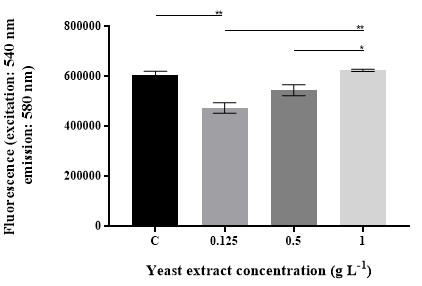 Fluorescence (excitation: 540 nm
emission: 580 nm)
800000
600000
400000
200000
0
**
**
*
C 0.125 0.5 1
Yeast extract concentration (g L-1)